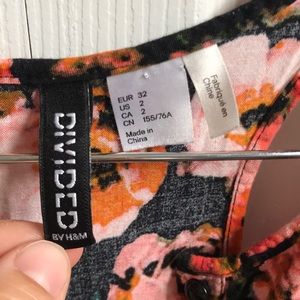 DIVIDED
BY H&M
EUR 32
US 2
CA 2
CN 155/76A
Made in
China
Fabriqué en
Chine